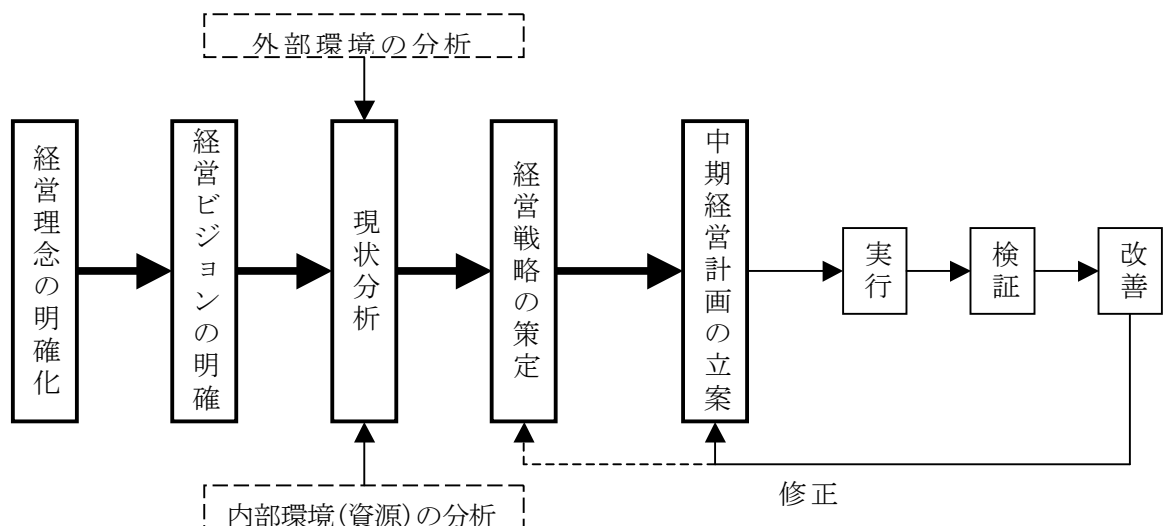 外部環境の分析
経営理念の明確化
経営ビジョンの明確
現状分析
経営戦略の策定
中期経営計画の立案
実行
検証
改善
修正
内部環境(資源)の分析